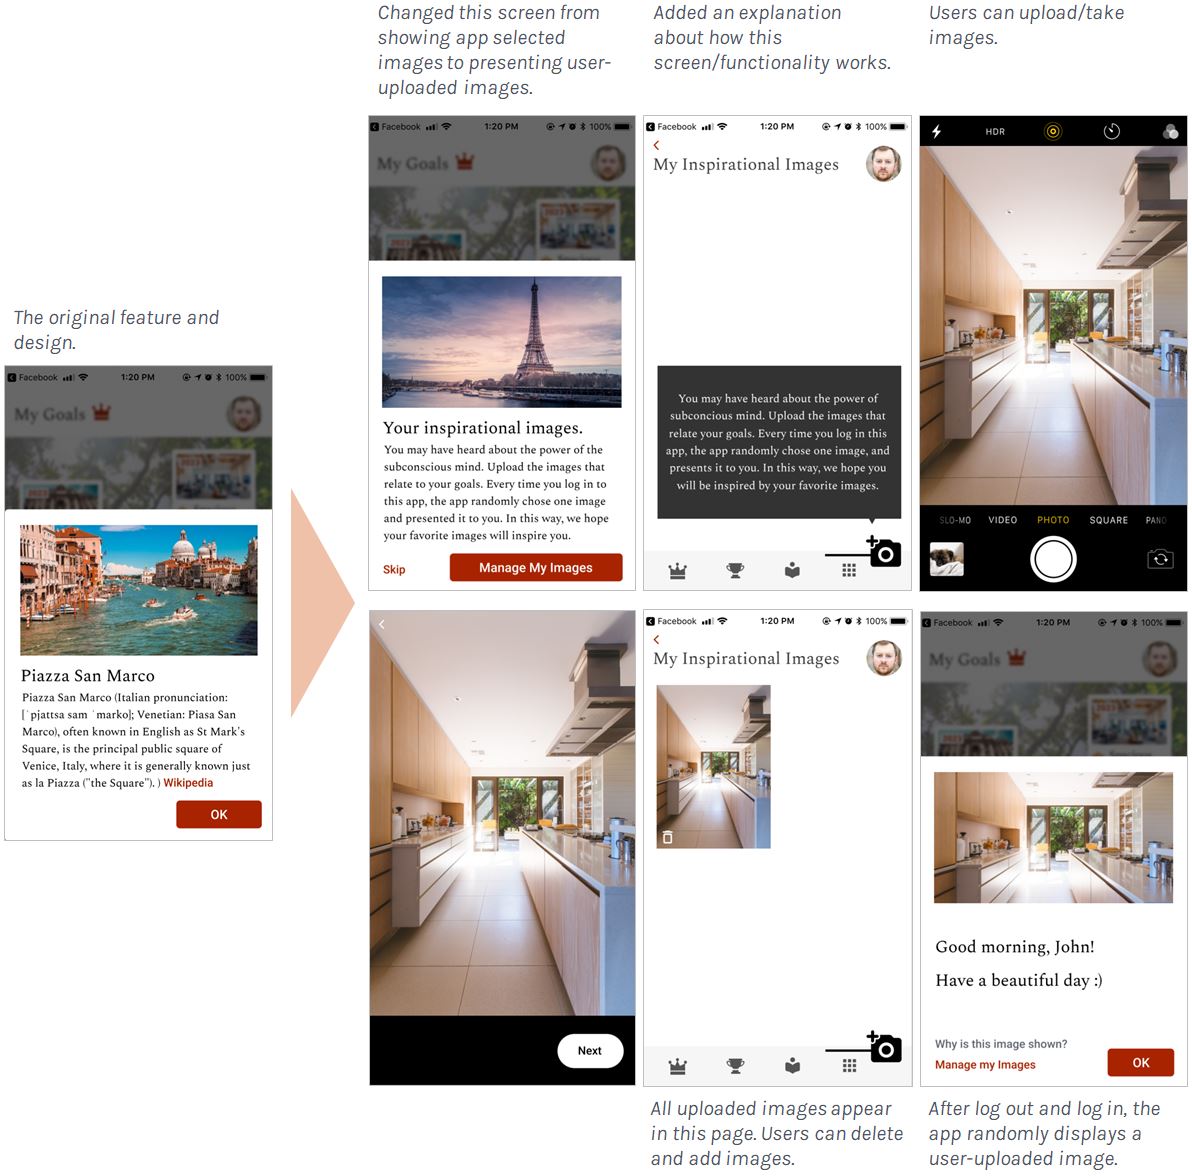 Changed this screen from
showing app selected
images to presenting user-
uploaded images.
Added an explanation
about how this
screen/functionality works.
Users can upload/take
images.
The original feature and
design.
Facebook 1:20 PM 100%
My Goals
Piazza San Marco
Piazza San Marco (Italian pronunciation:
[ˈpjattsa sam ˈmarko]; Venetian: Piasa San
Marco), often known in English as St Mark's
Square, is the principal public square of
Venice, Italy, where it is generally known just
as la Piazza ("the Square"). ) Wikipedia
OK
Facebook 1:20 PM 100%
My Goals
2023
2023
Your inspirational images.
You may have heard about the power of the
subconscious mind. Upload the images that
relate to your goals. Every time you log in to
this app, the app randomly chose one image
and presented it to you. In this way, we hope
your favorite images will inspire you.
Skip
Manage My Images
Facebook 1:20 PM 100%
My Inspirational Images
You may have heard about the power of
subconcious mind. Upload the images that
relate your goals. Every time you log in this
app, the app randomly chose one image, and
presents it to you. In this way, we hope you
will be inspired by your favorite images.
HDR
SLO-MO VIDEO PHOTO SQUARE PANO
Next
Facebook 1:20 PM 100%
My Inspirational Images
Facebook 1:20 PM 100%
My Goals
Good morning, John!
Have a beautiful day :)
Why is this image shown?
Manage my Images
OK
All uploaded images appear
in this page. Users can delete
and add images.
After log out and log in, the
app randomly displays a
user-uploaded image.